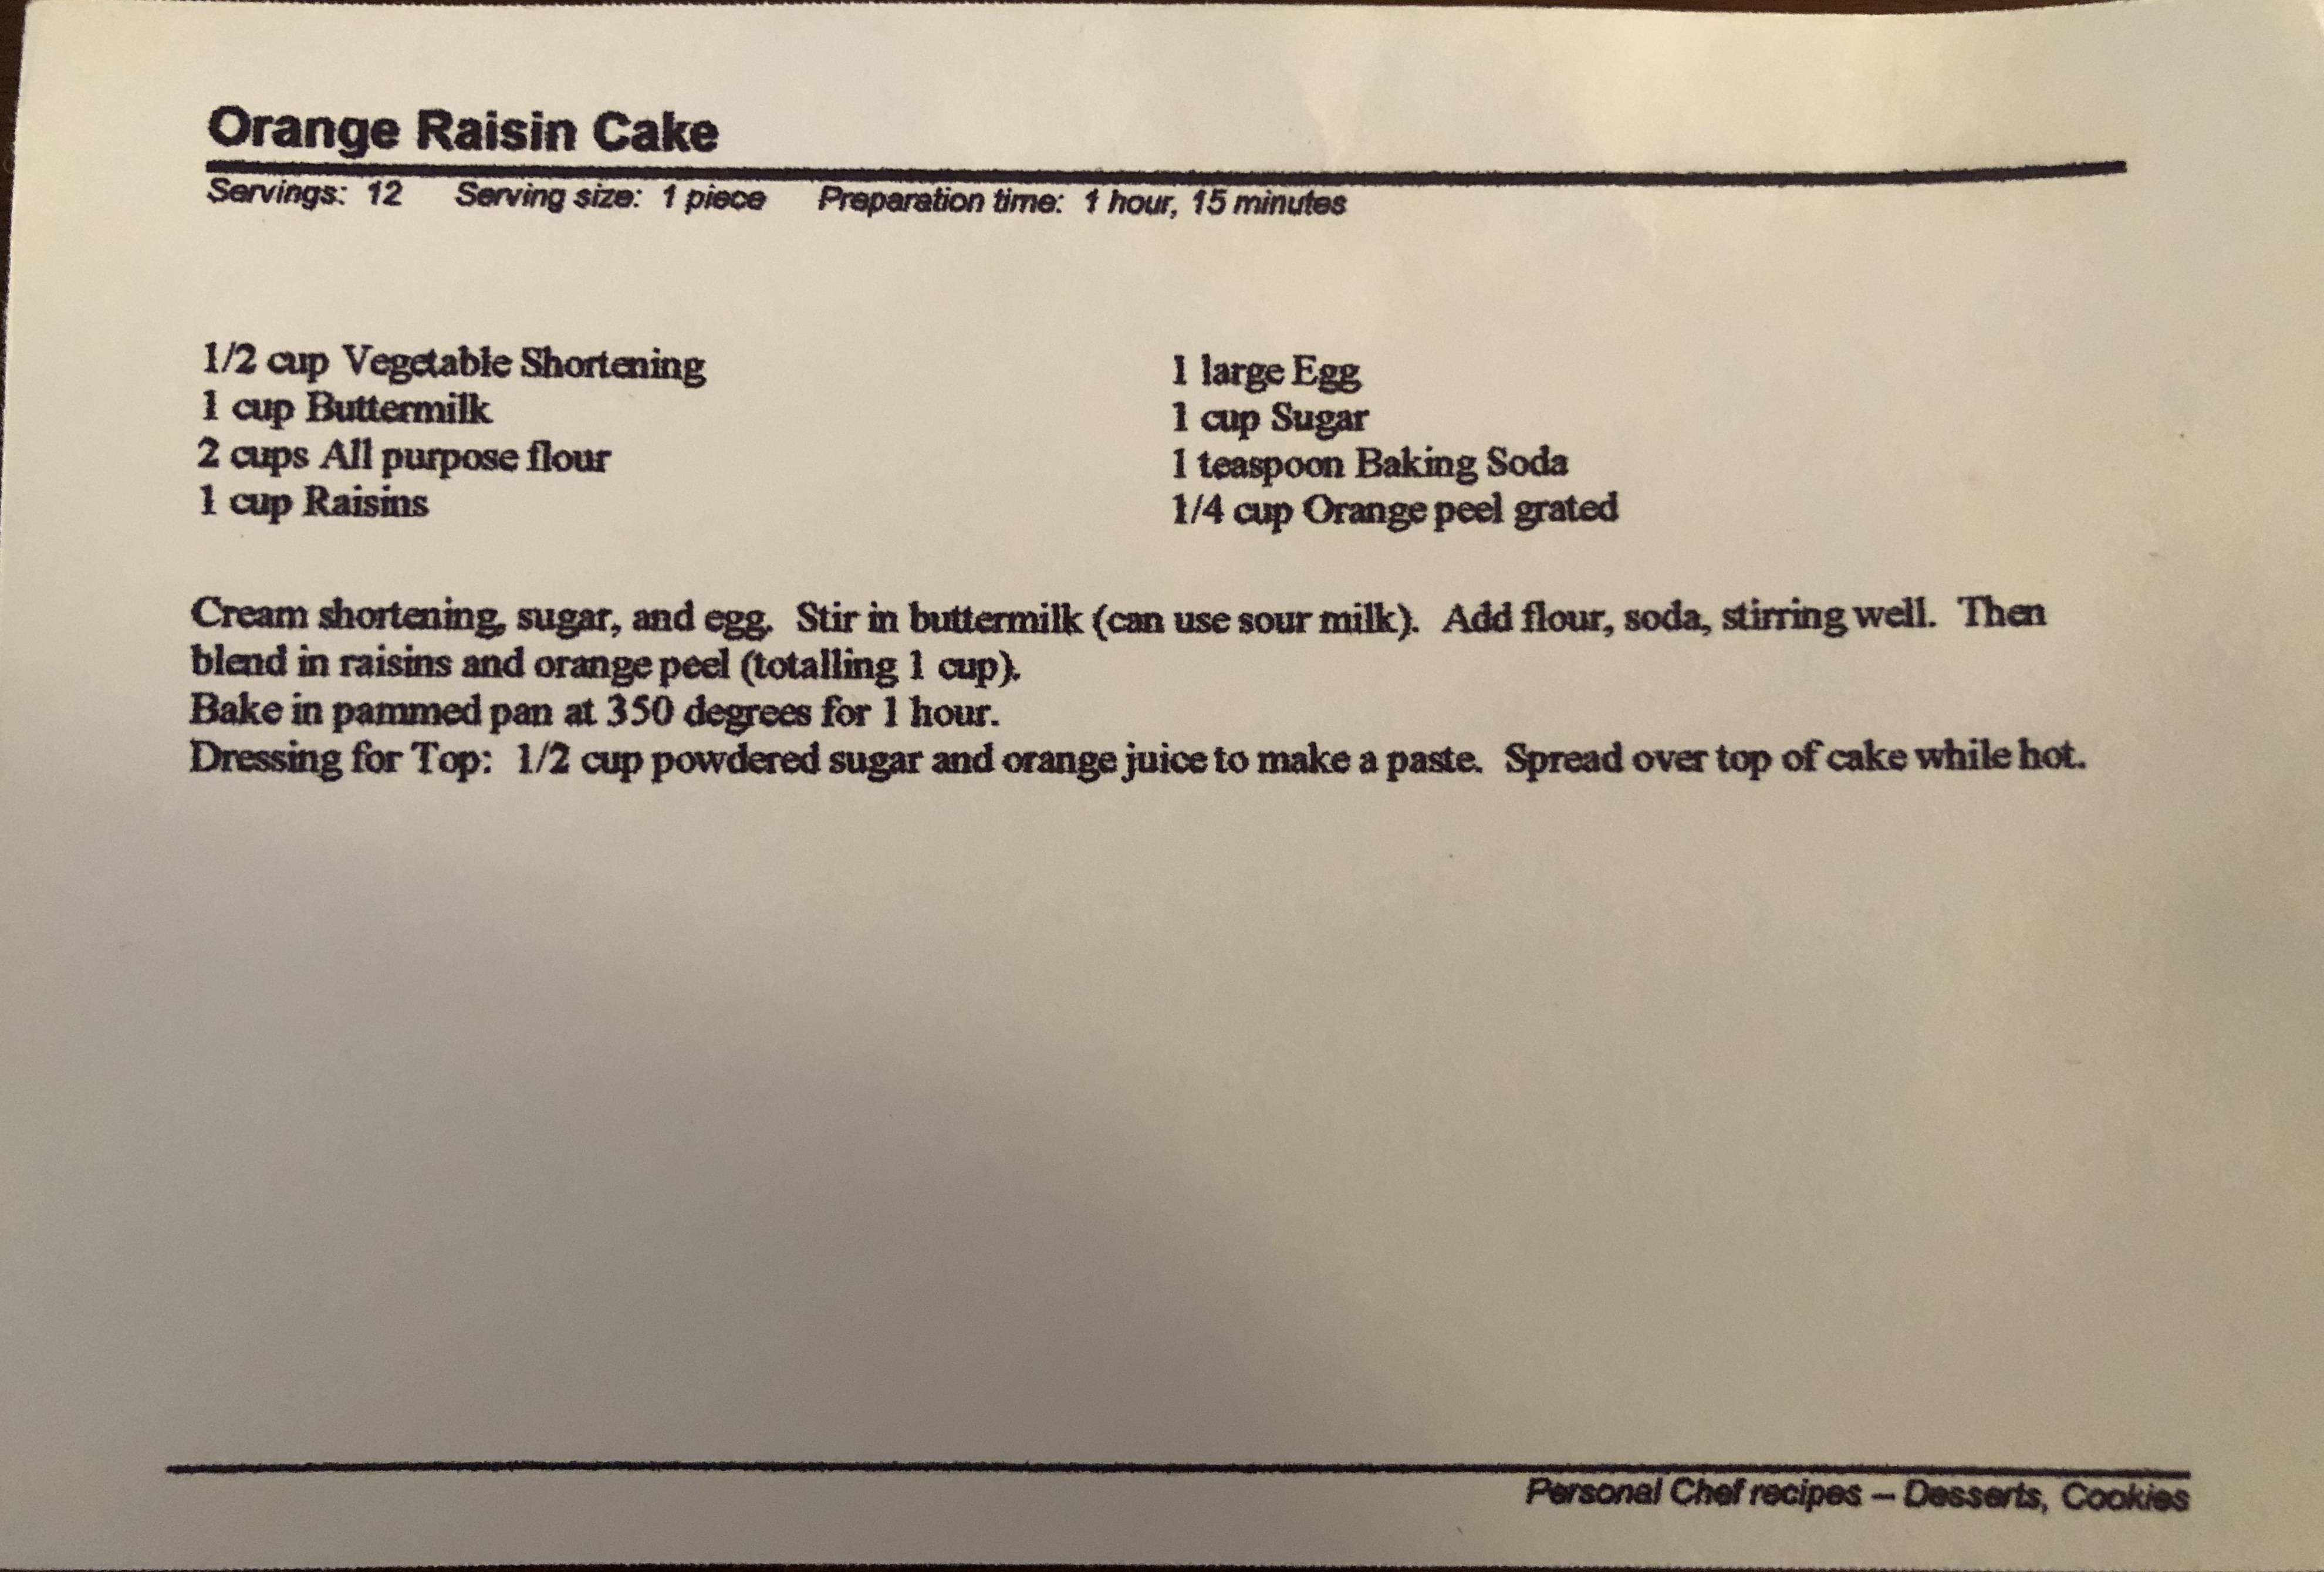 Orange Raisin Cake
Servings: 12 Serving size: 1 piece Preparation time: 1 hour, 15 minutes
1/2 cup Vegetable Shortening
1 cup Buttermilk
2 cups All purpose flour
1 cup Raisins
1 large Egg
1 cup Sugar
1 teaspoon Baking Soda
1/4 cup Orange peel grated
Cream shortening, sugar, and egg. Stir in buttermilk (can use sour milk). Add flour, soda, stirring well. Then
blend in raisins and orange peel (totalling 1 cup).
Bake in pammed pan at 350 degrees for 1 hour.
Dressing for Top: 1/2 cup powdered sugar and orange juice to make a paste. Spread over top of cake while hot.
Personal Chef recipes – Desserts, Cookies